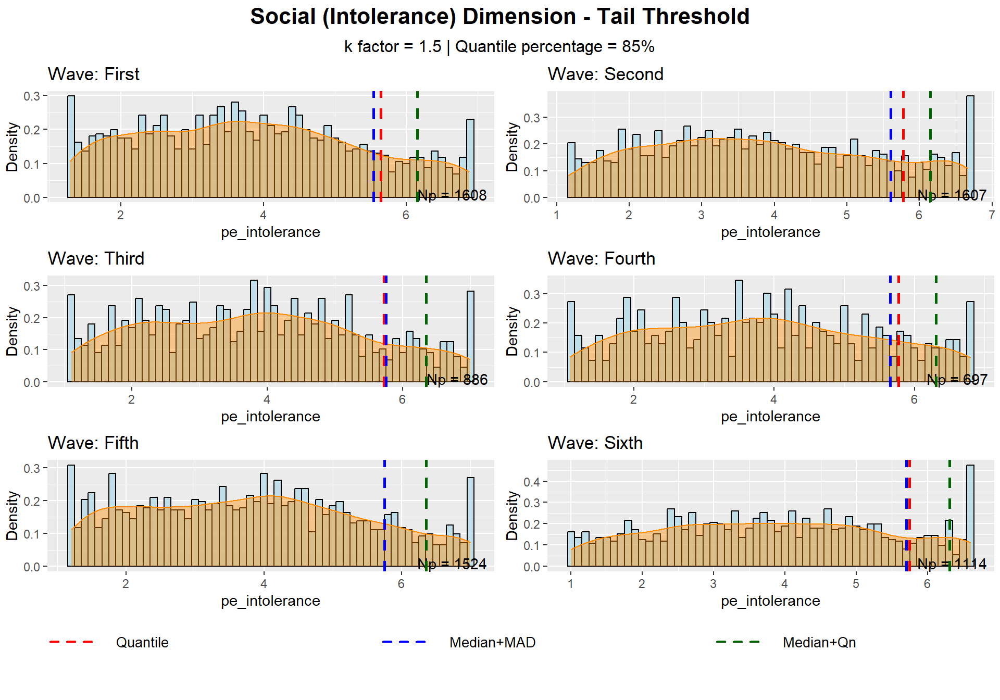 Social (Intolerance) Dimension - Tail Threshold
k factor = 1.5 | Quantile percentage = 85%
Wave: First
Density
0.3
0.2
0.1
0.0
Np = 1608
2 4 6
pe_intolerance
Wave: Second
Density
0.3
0.2
0.1
0.0
Np = 1607
1 2 3 4 5 6 7
pe_intolerance
Wave: Third
Density
0.3
0.2
0.1
0.0
Np = 886
2 4 6
pe_intolerance
Wave: Fourth
Density
0.3
0.2
0.1
0.0
Np = 697
2 4 6
pe_intolerance
Wave: Fifth
Density
0.3
0.2
0.1
0.0
Np = 1524
2 4 6
pe_intolerance
Wave: Sixth
Density
0.4
0.3
0.2
0.1
0.0
Np = 1114
1 2 3 4 5 6
pe_intolerance
Quantile
Median+MAD
Median+Qn